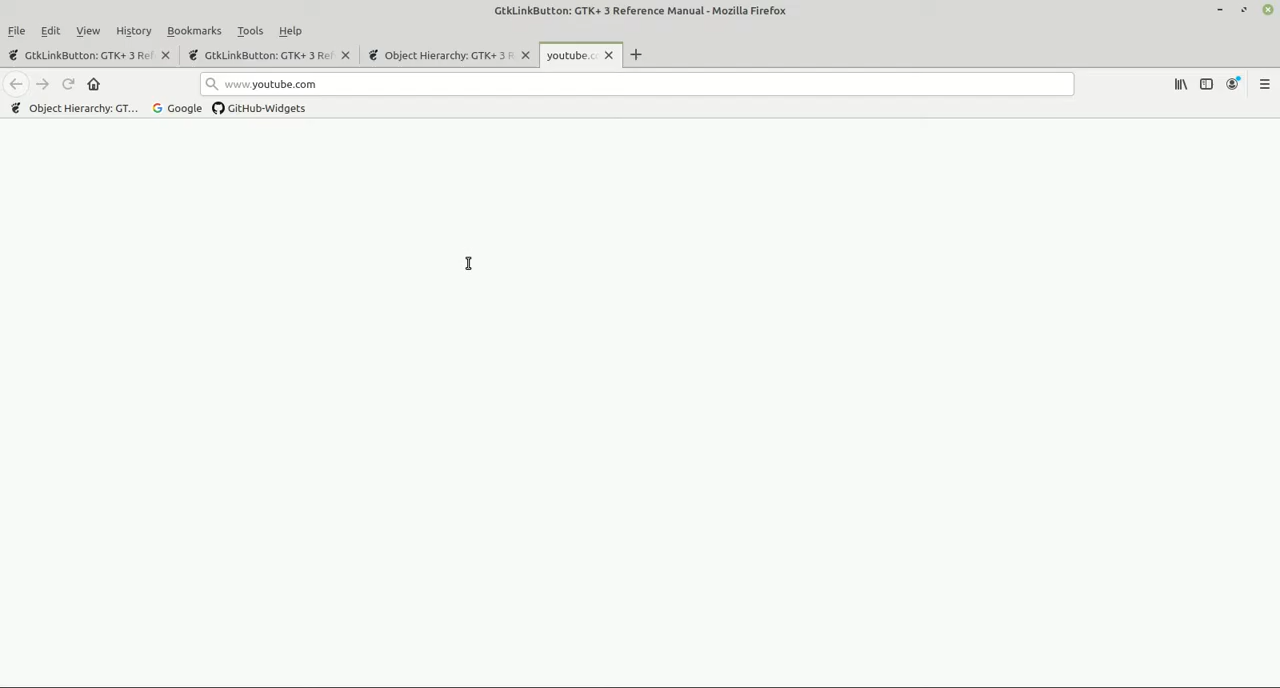 GtkLinkButton: GTK+ 3 Reference Manual - Mozilla Firefox
File Edit View History Bookmarks Tools Help
GtkLinkButton: GTK+ 3 Ref GtkLinkButton: GTK+ 3 Ref Object Hierarchy: GTK+ 3 R youtube.co
www.youtube.com
Object Hierarchy: GT... Google GitHub-Widgets